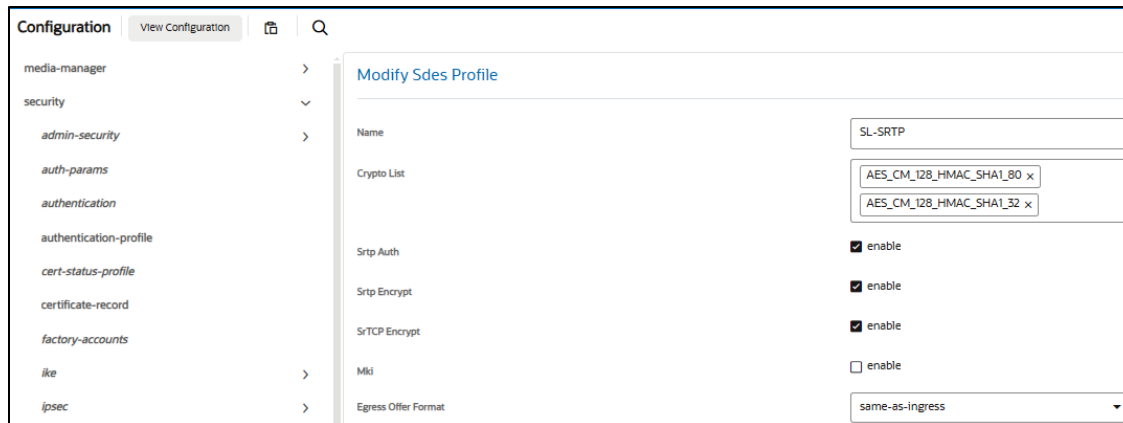 Configuration View Configuration
media-manager
security
admin-security
auth-params
authentication
authentication-profile
cert-status-profile
certificate-record
factory-accounts
ike
ipsec
Modify Sdes Profile
Name SL-SRTP
Crypto List AES_CM_128_HMAC_SHA1_80 ×
AES_CM_128_HMAC_SHA1_32 ×
Srtp Auth enable
Srtp Encrypt enable
SrTCP Encrypt enable
Mki enable
Egress Offer Format same-as-ingress